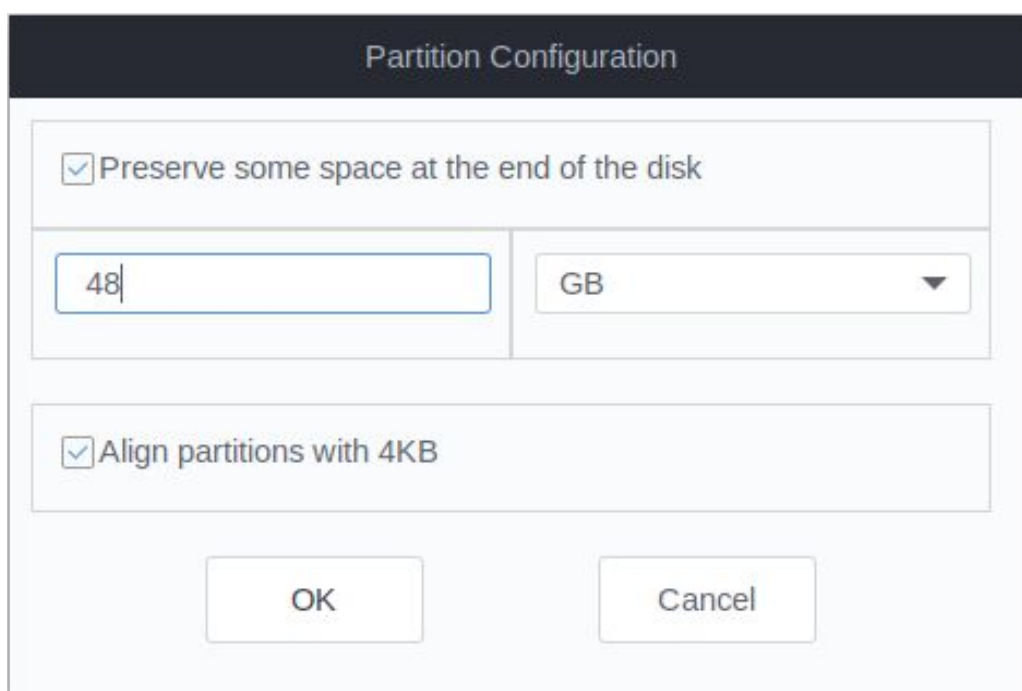 Partition Configuration
Preserve some space at the end of the disk
48 GB
Align partitions with 4KB
OK Cancel